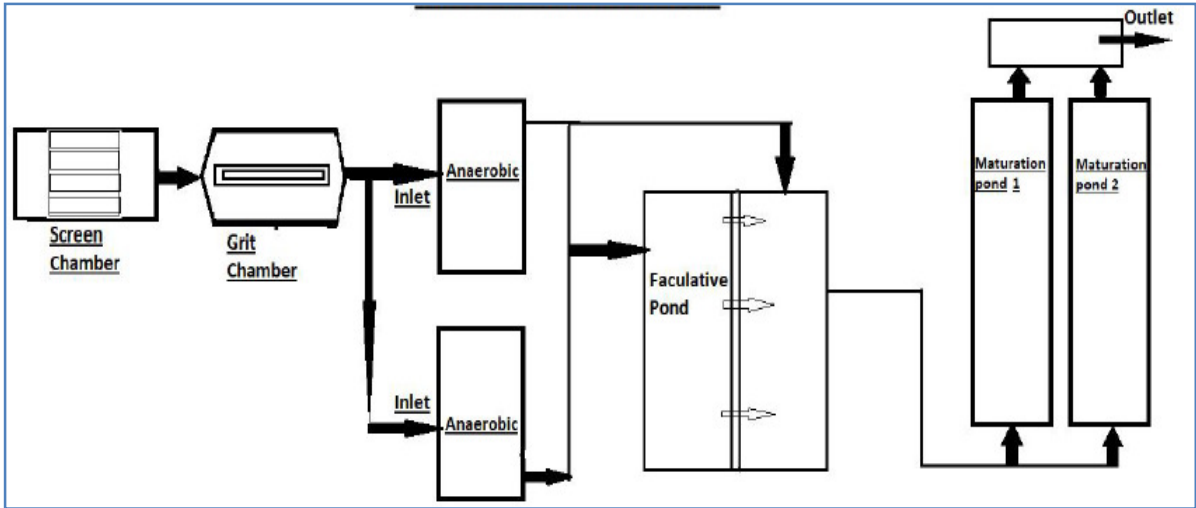 Outlet
Screen
Chamber
Grit
Chamber
Inlet
Anaerobic
Inlet
Anaerobic
Faculative
Pond
Maturation
pond 1
Maturation
pond 2